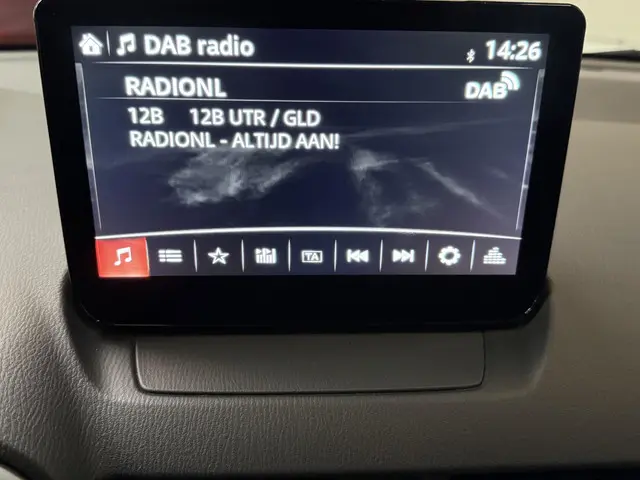 DAB radio
14:26
RADIONL
DAB
12B 12B UTR / GLD
RADIONL - ALTIJD AAN!
TA